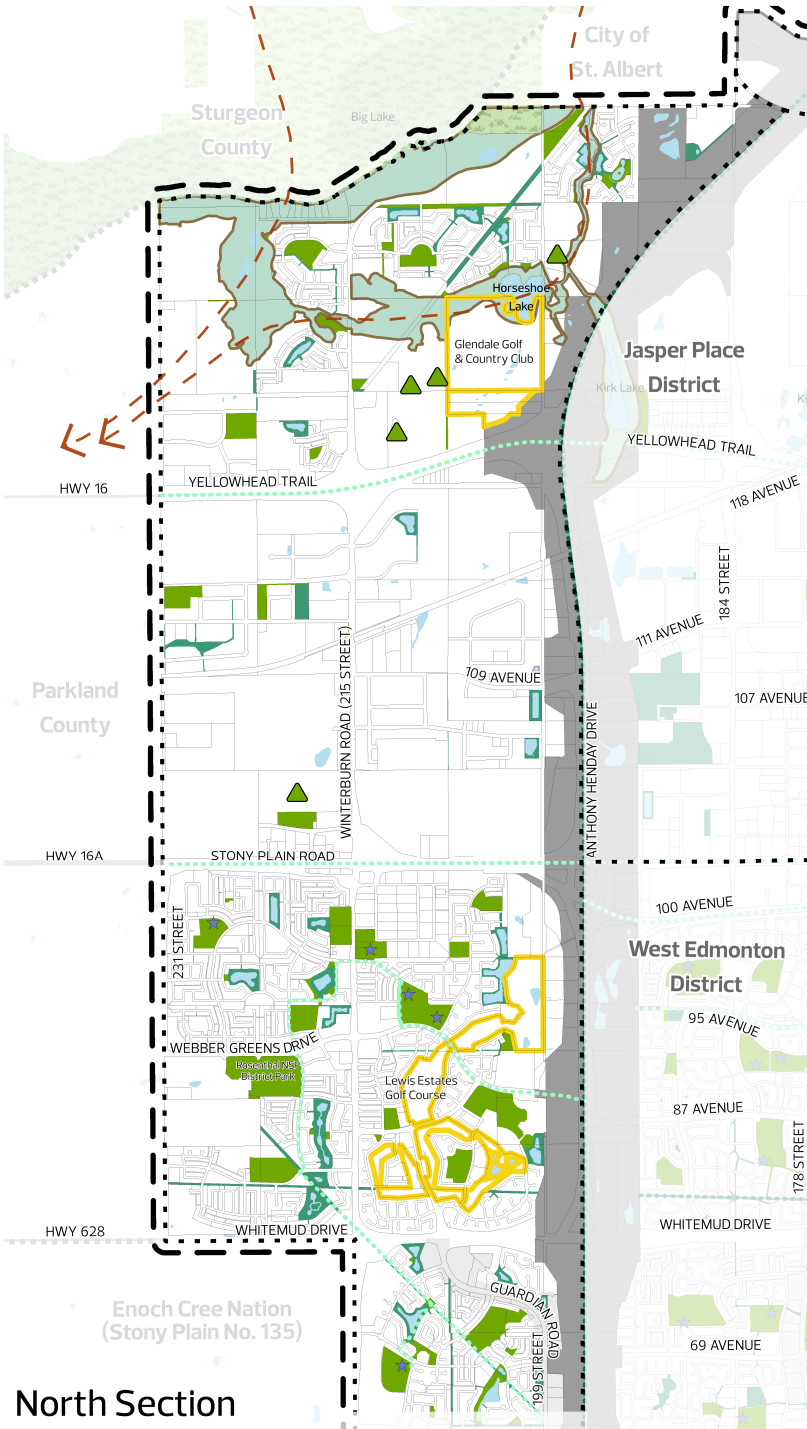 City of
St. Albert
Sturgeon
County
Big Lake
Horseshoe
Lake
Glendale Golf
& Country Club
Jasper Place
District
Kirk Lake
YELLOWHEAD TRAIL
YELLOWHEAD TRAIL
HWY 16
118 AVENUE
184 STREET
111 AVENUE
WINTERBURN ROAD (215 STREET)
109 AVENUE
Parkland
County
107 AVENUE
ANTHONY HENDAY DRIVE
HWY 16A
STONY PLAIN ROAD
231 STREET
100 AVENUE
West Edmonton
District
95 AVENUE
WEBBER GREENS DRIVE
Rosenthal NSP
District Park
Lewis Estates
Golf Course
87 AVENUE
178 STREET
HWY 628
WHITEMUD DRIVE
WHITEMUD DRIVE
Enoch Cree Nation
(Stony Plain No. 135)
GUARDIAN ROAD
199 STREET
69 AVENUE
North Section